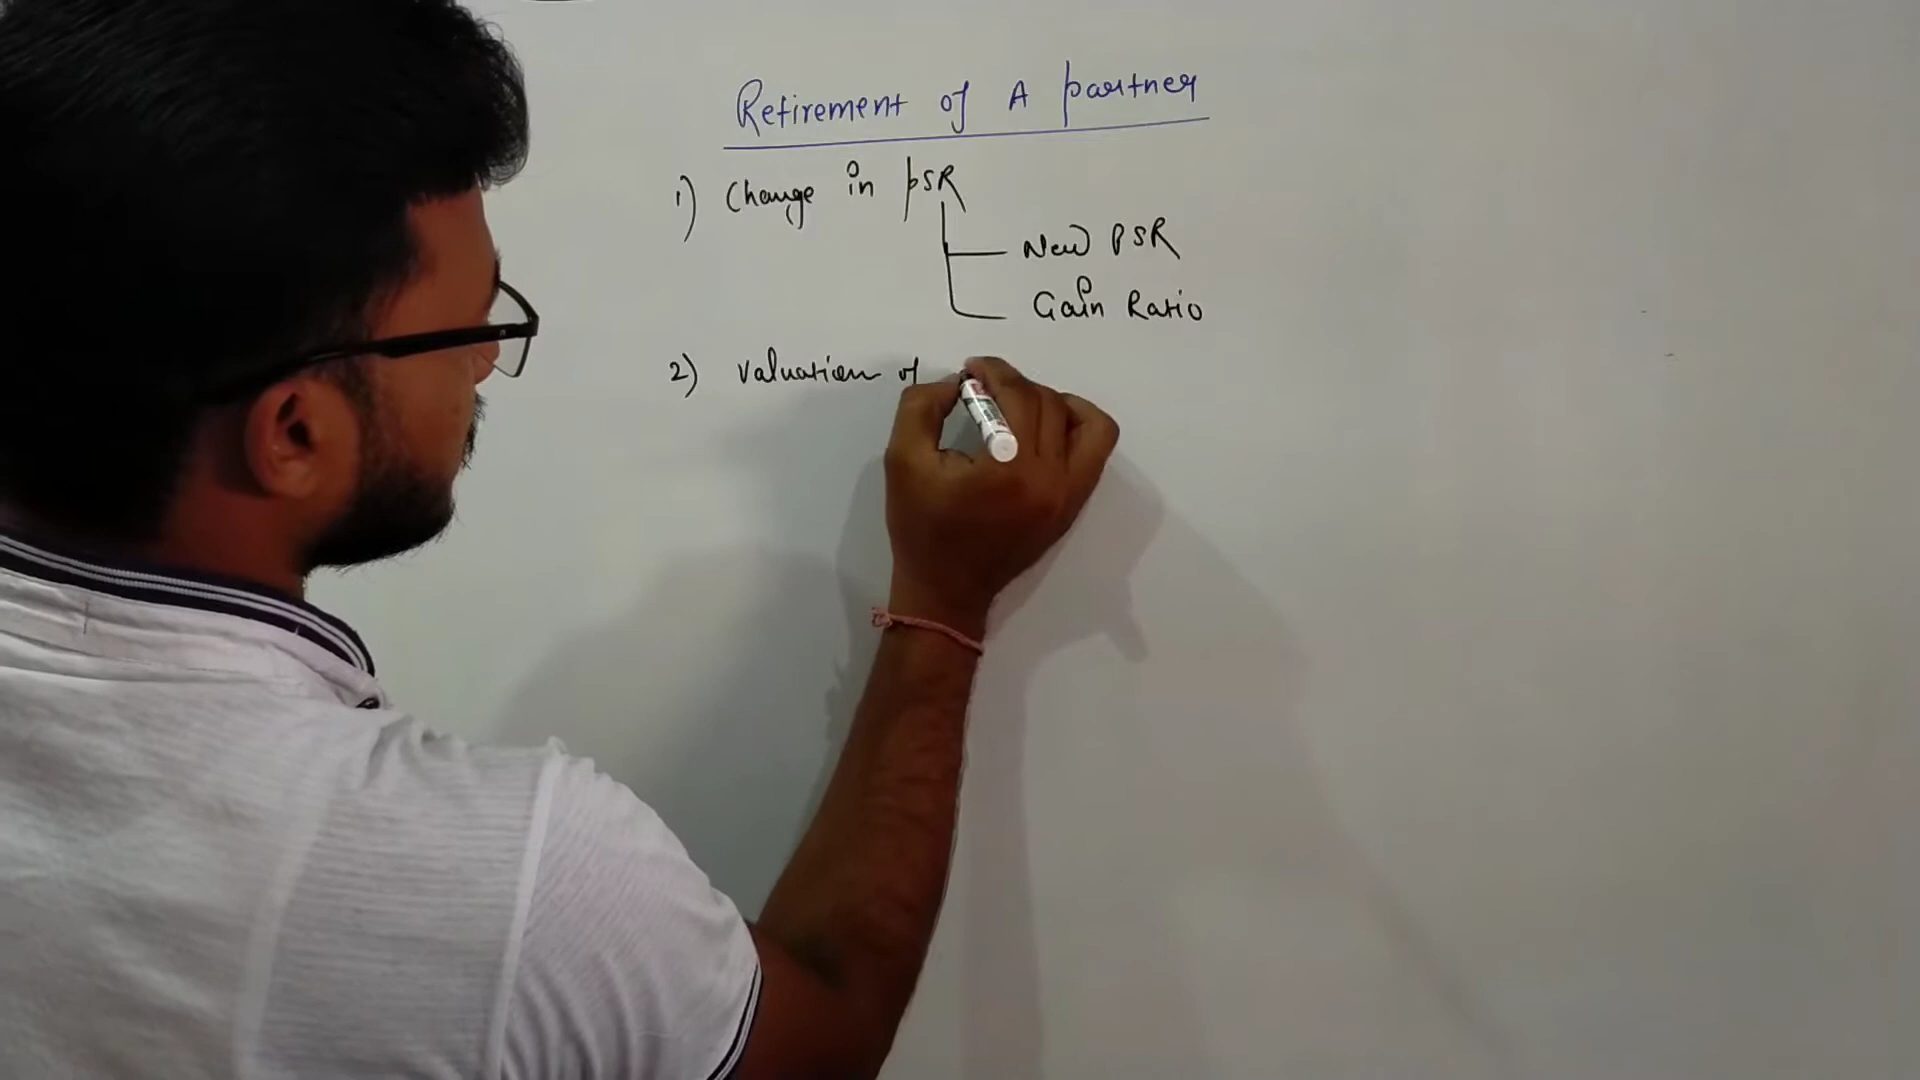 Retirement of A partner
1) Change in PSR
New PSR
Gain Ratio
2) Valuation of